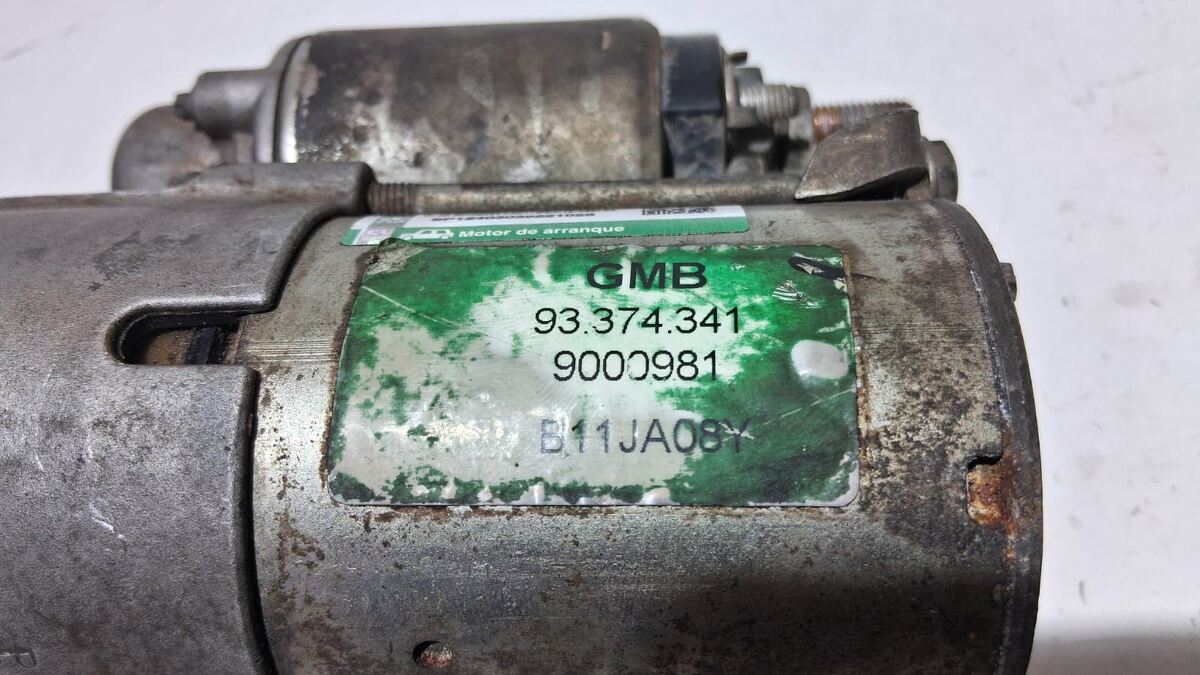 Motor de arranque
GMB
93.374.341
9000981
B11JA08Y